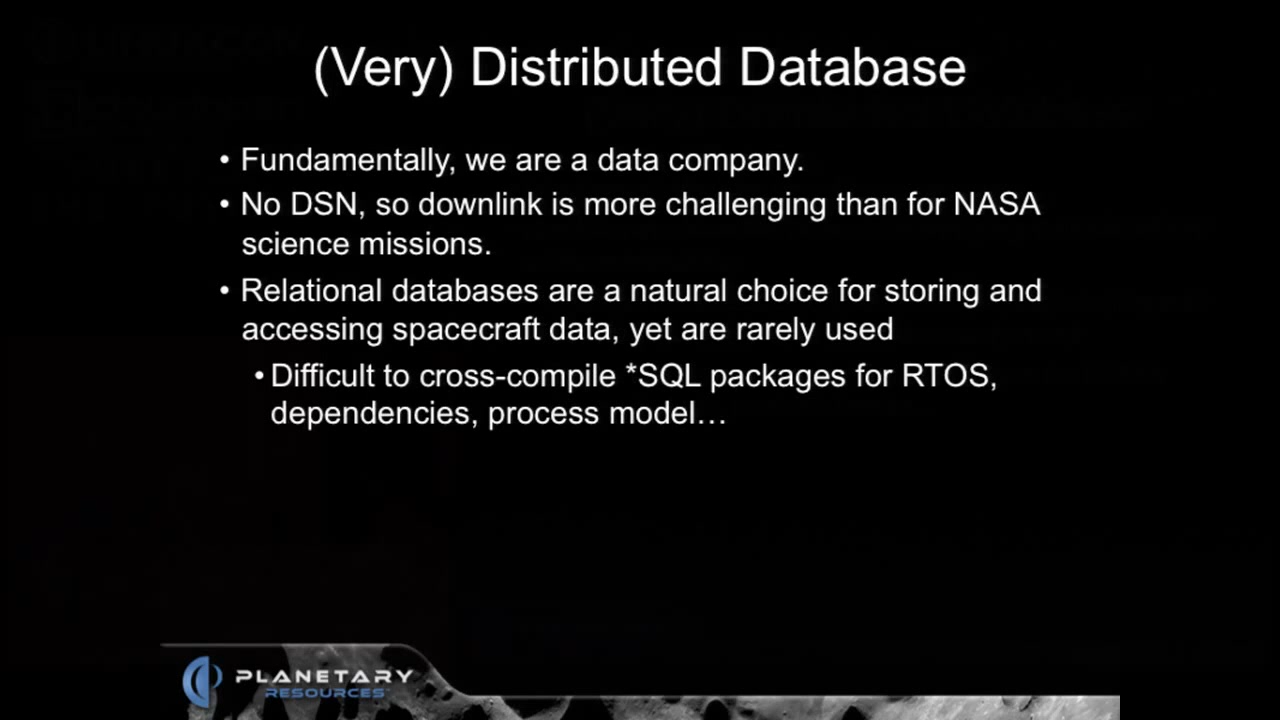 (Very) Distributed Database
• Fundamentally, we are a data company.
• No DSN, so downlink is more challenging than for NASA
science missions.
• Relational databases are a natural choice for storing and
accessing spacecraft data, yet are rarely used
• Difficult to cross-compile *SQL packages for RTOS,
dependencies, process model…
PLANETARY
RESOURCES